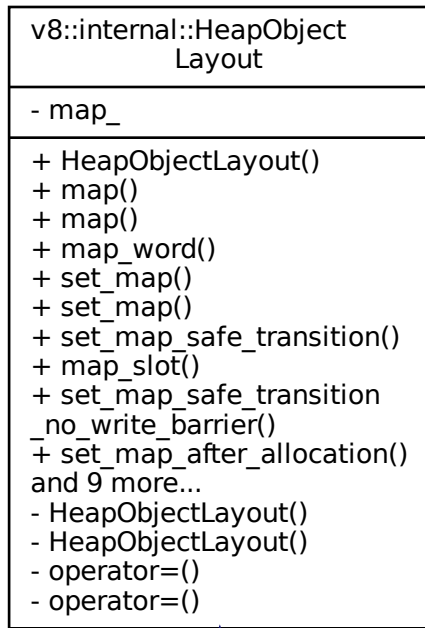 v8::internal::HeapObject
Layout
- map_
+ HeapObjectLayout()
+ map()
+ map()
+ map_word()
+ set_map()
+ set_map()
+ set_map_safe_transition()
+ map_slot()
+ set_map_safe_transition
_no_write_barrier()
+ set_map_after_allocation()
and 9 more...
- HeapObjectLayout()
- HeapObjectLayout()
- operator=()
- operator=()